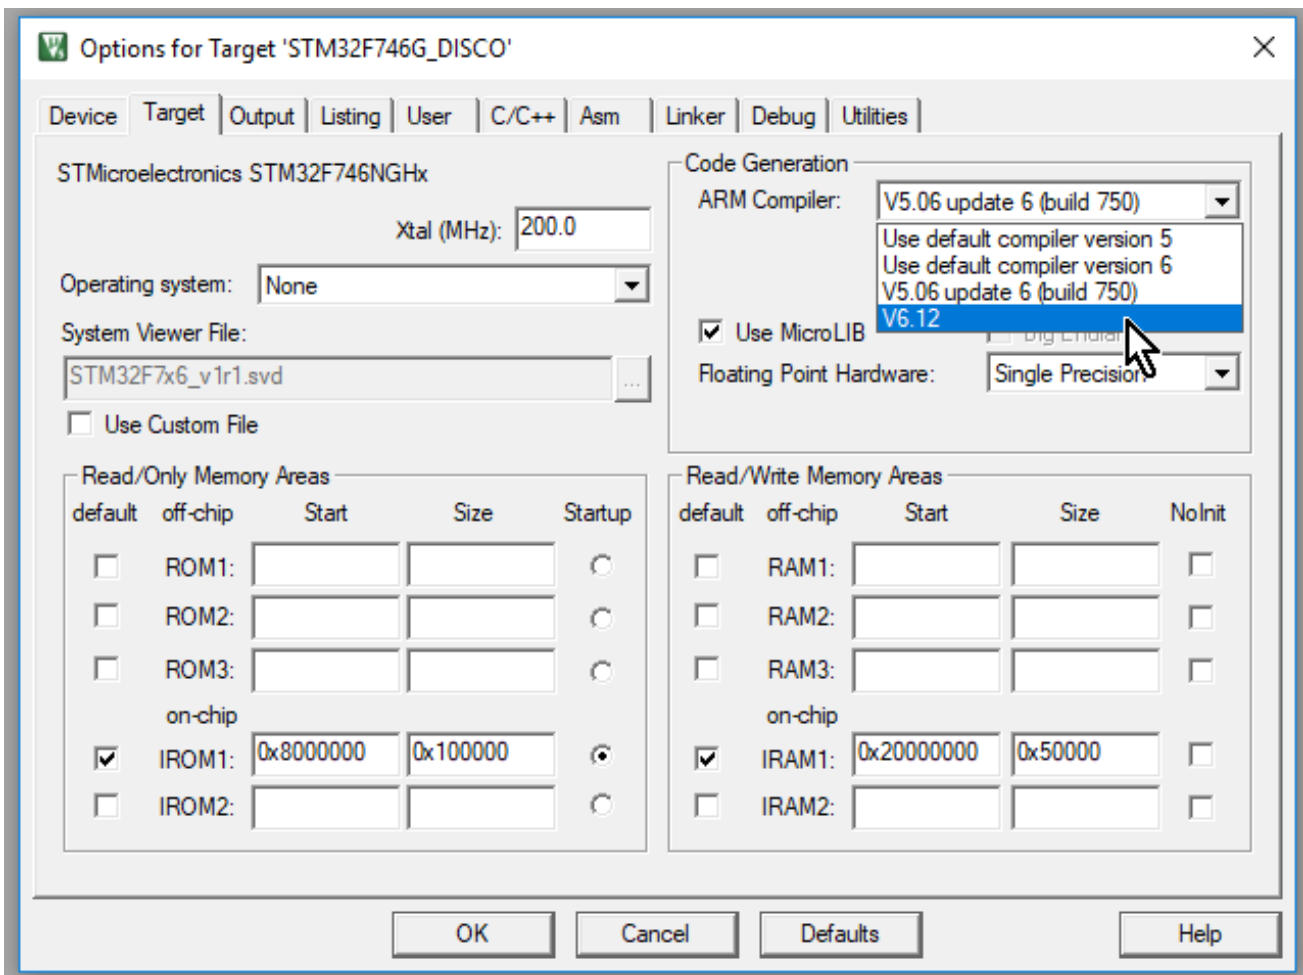 Options for Target 'STM32F746G_DISCO'
Device Target Output Listing User C/C++ Asm Linker Debug Utilities
STMicroelectronics STM32F746NGHx
Xtal (MHz): 200.0
Operating system: None
System Viewer File:
STM32F7x6_v1r1.svd ...
Use Custom File
Code Generation
ARM Compiler: V5.06 update 6 (build 750)
Use default compiler version 5
Use default compiler version 6
V5.06 update 6 (build 750)
V6.12
Use MicroLIB
Floating Point Hardware: Single Precision
Read/Only Memory Areas
default off-chip Start Size Startup
ROM1:
ROM2:
ROM3:
on-chip
IROM1: 0x8000000 0x100000
IROM2:
Read/Write Memory Areas
default off-chip Start Size NoInit
RAM1:
RAM2:
RAM3:
on-chip
IRAM1: 0x20000000 0x50000
IRAM2:
OK Cancel Defaults Help